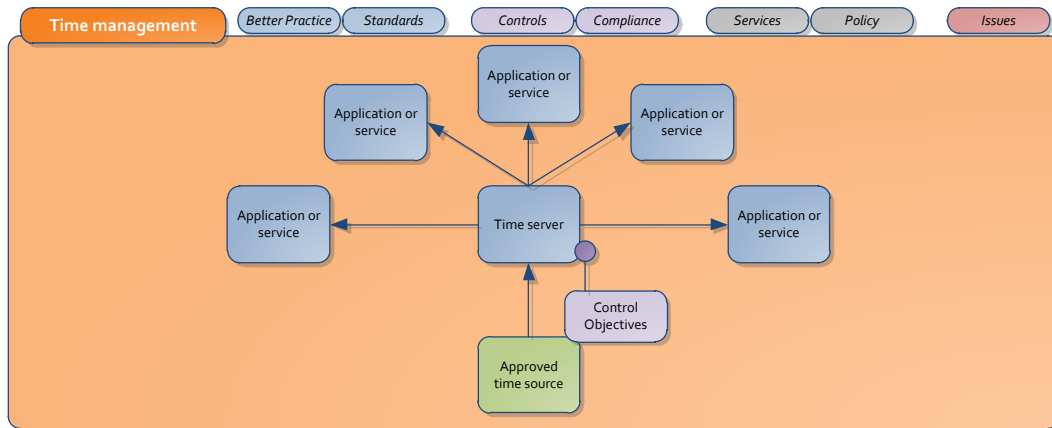 Time management
Better Practice
Standards
Controls
Compliance
Services
Policy
Issues
Application or
service
Application or
service
Application or
service
Application or
service
Time server
Application or
service
Control
Objectives
Approved
time source